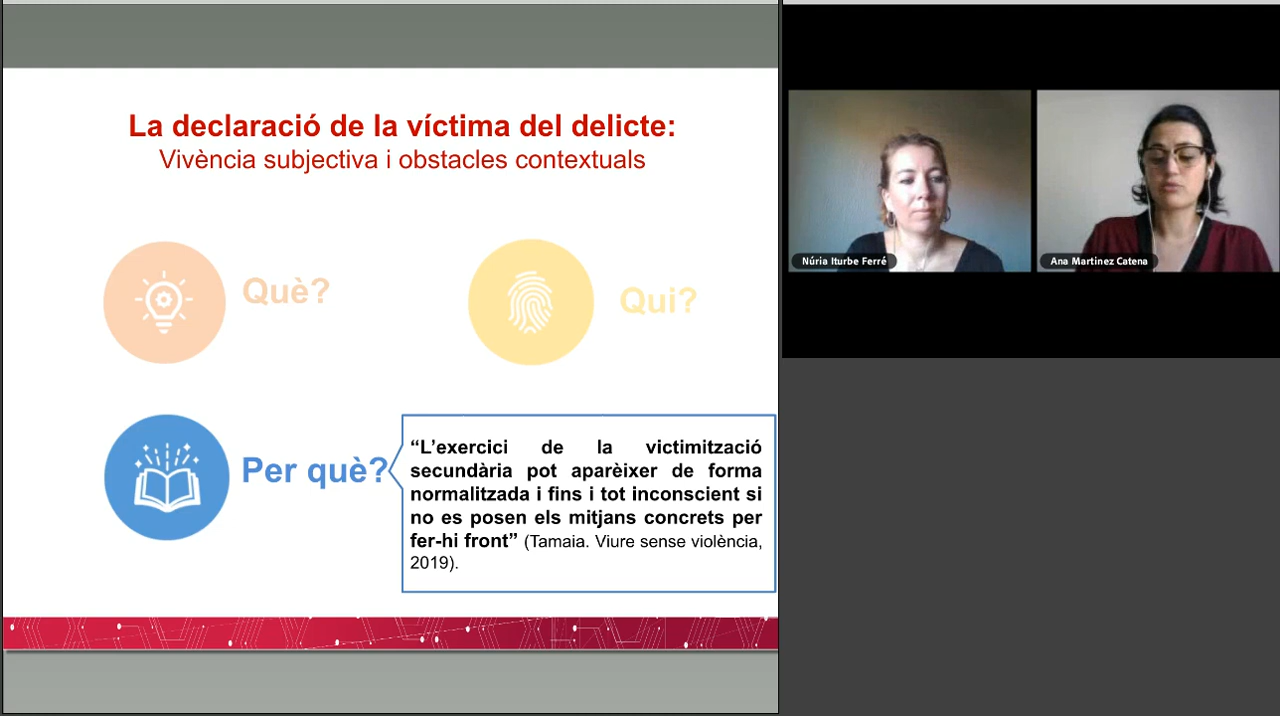 La declaració de la víctima del delicte:
Vivència subjectiva i obstacles contextuals
Què?
Qui?
Per què?
“L’exercici de la victimització
secundària pot aparèixer de forma
normalitzada i fins i tot inconscient si
no es posen els mitjans concrets per
fer-hi front” (Tamaia. Viure sense violència,
2019).
Núria Iturbe Ferré
Ana Martinez Catena